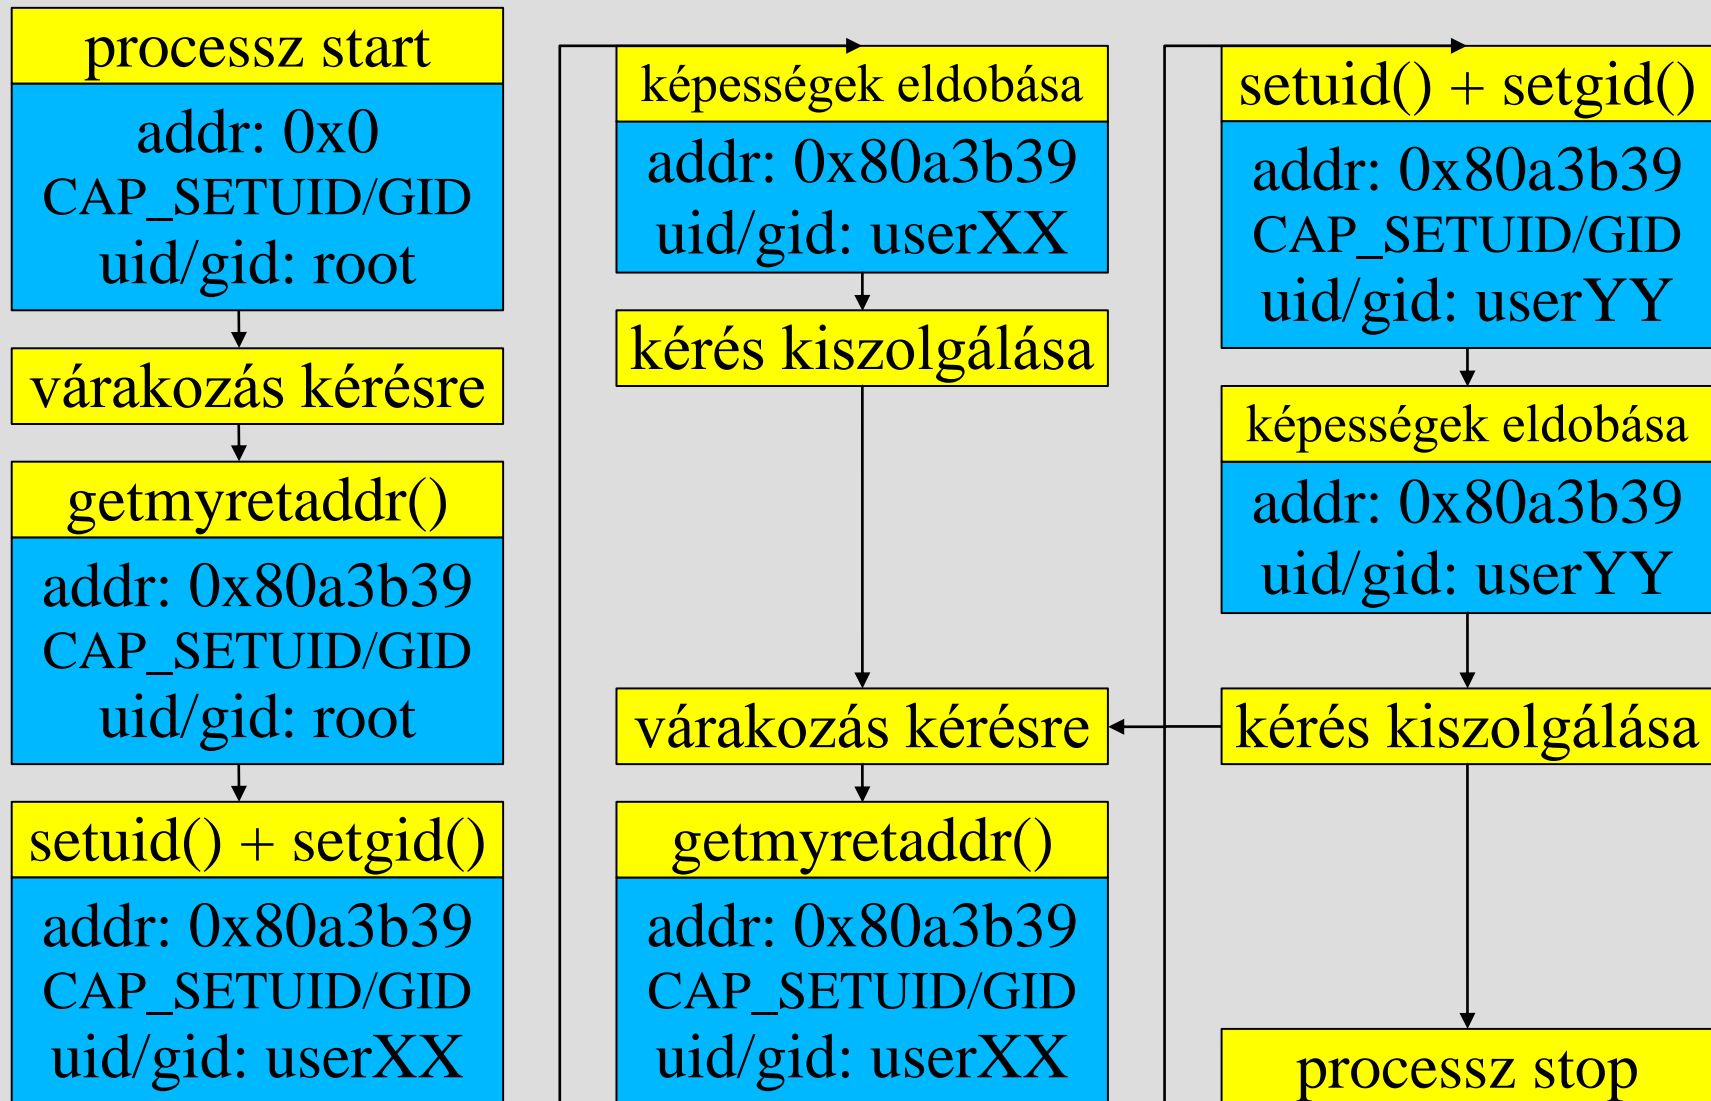 processz start
addr: 0x0
CAP_SETUID/GID
uid/gid: root
várakozás kérésre
getmyretaddr()
addr: 0x80a3b39
CAP_SETUID/GID
uid/gid: root
setuid() + setgid()
addr: 0x80a3b39
CAP_SETUID/GID
uid/gid: userXX
képességek eldobása
addr: 0x80a3b39
uid/gid: userXX
kérés kiszolgálása
várakozás kérésre
getmyretaddr()
addr: 0x80a3b39
CAP_SETUID/GID
uid/gid: userXX
setuid() + setgid()
addr: 0x80a3b39
CAP_SETUID/GID
uid/gid: userYY
képességek eldobása
addr: 0x80a3b39
uid/gid: userYY
kérés kiszolgálása
processz stop